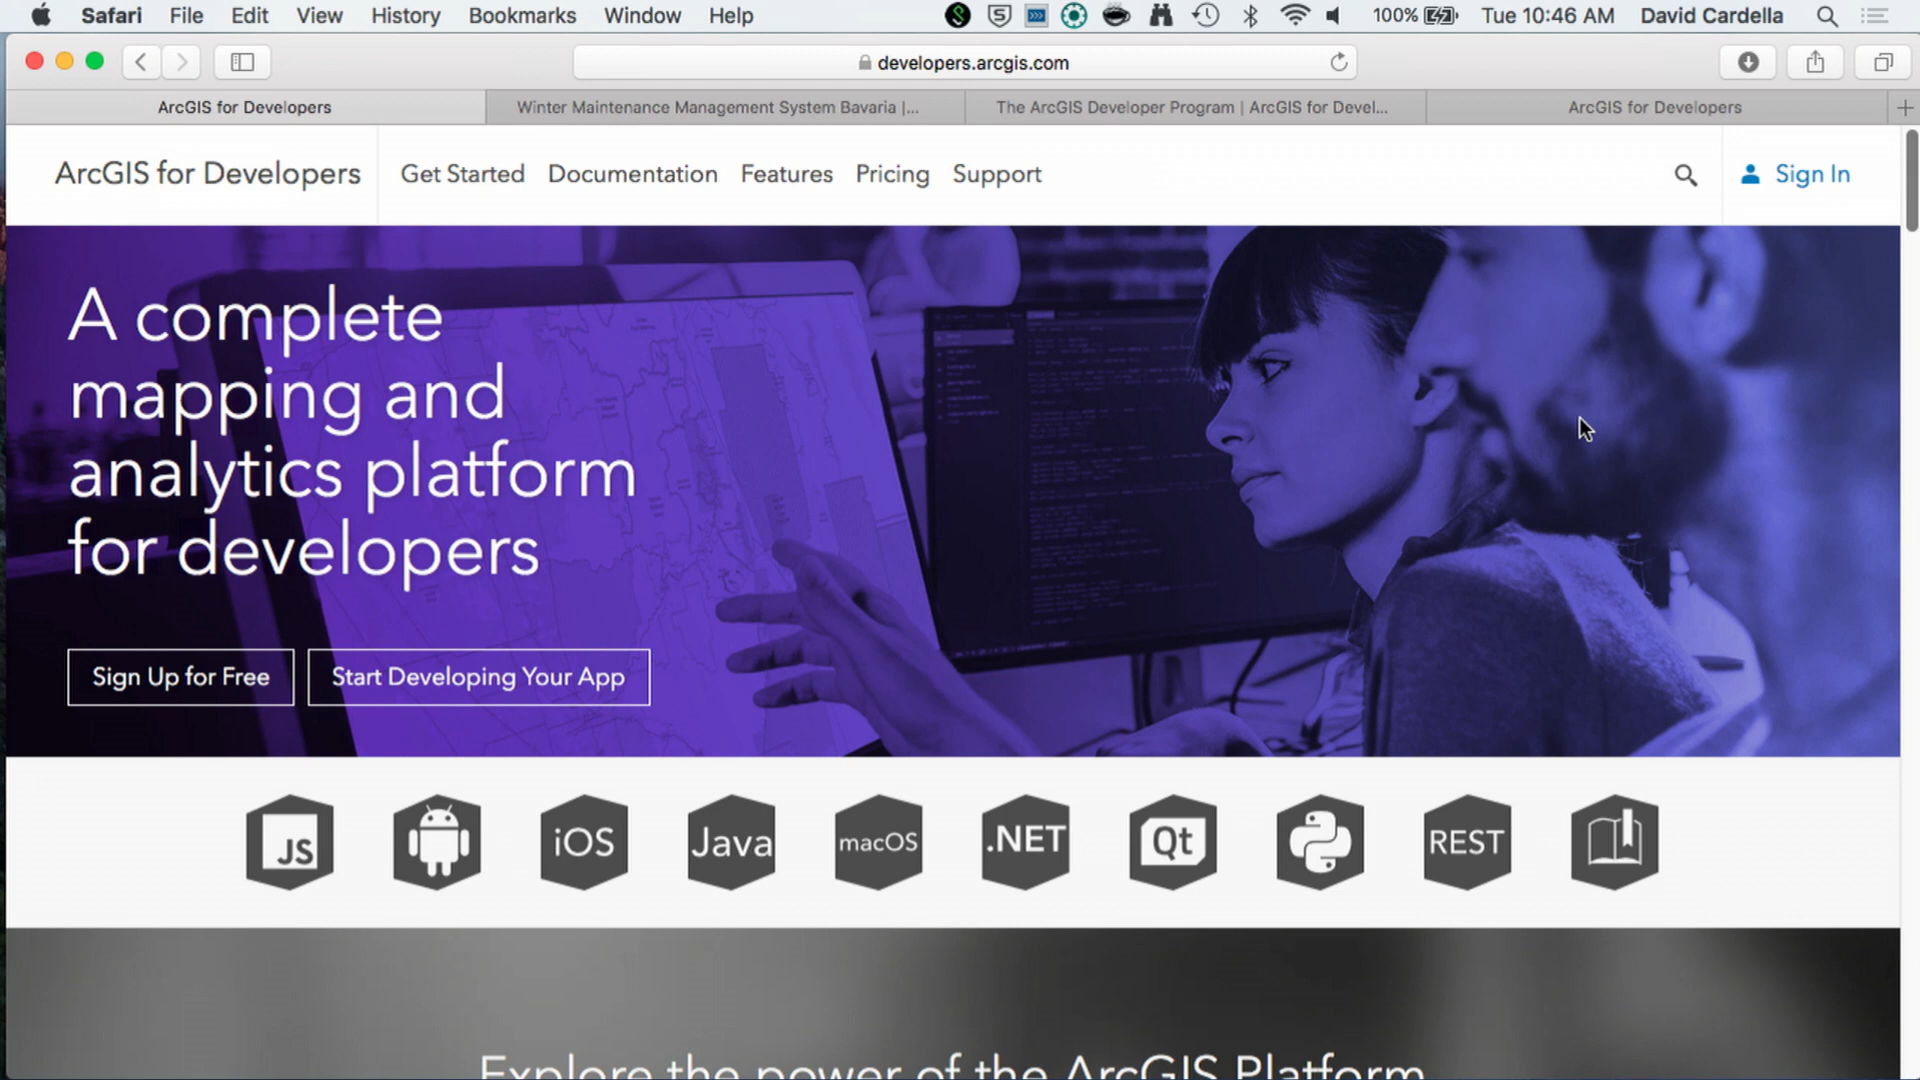 Safari File Edit View History Bookmarks Window Help 100% Tue 10:46 AM David Cardella
developers.arcgis.com
ArcGIS for Developers Winter Maintenance Management System Bavaria |... The ArcGIS Developer Program | ArcGIS for Devel... ArcGIS for Developers
ArcGIS for Developers Get Started Documentation Features Pricing Support Sign In
A complete
mapping and
analytics platform
for developers
Sign Up for Free Start Developing Your App
JS iOS Java macOS .NET Qt REST
Explore the power of the ArcGIS Platform